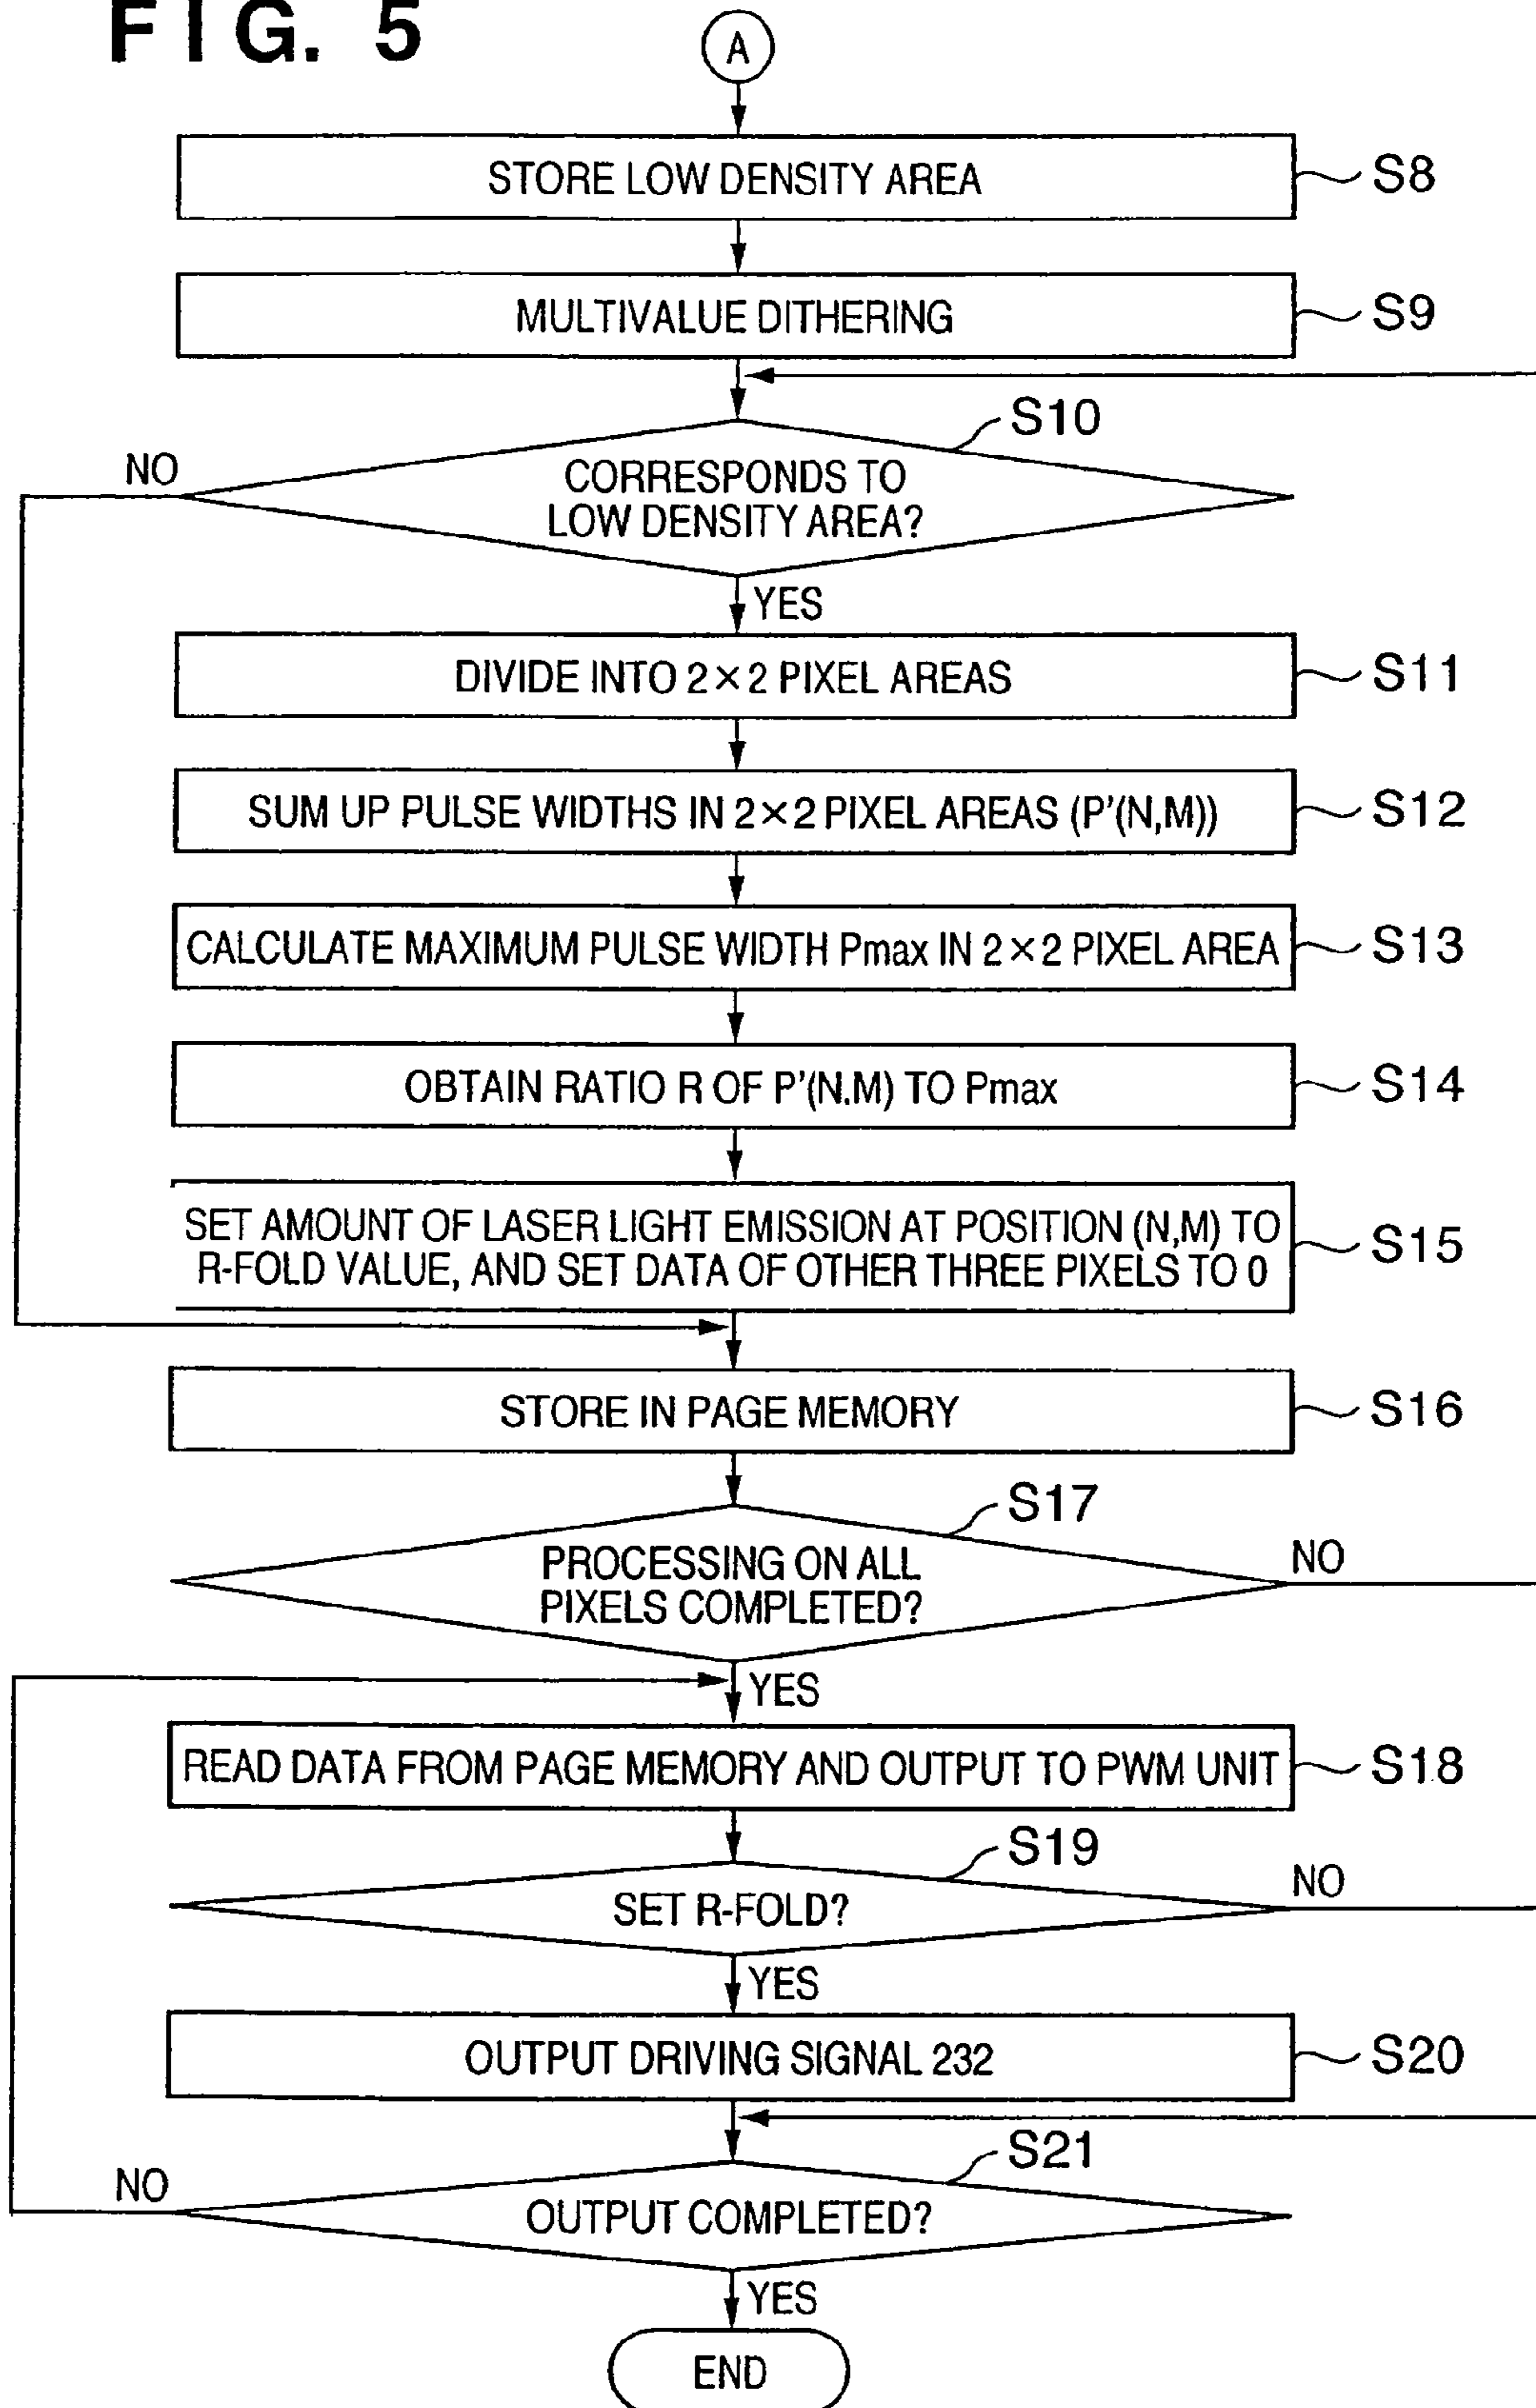 FIG. 5
A
STORE LOW DENSITY AREA
S8
MULTIVALUE DITHERING
S9
S10
NO
CORRESPONDS TO
LOW DENSITY AREA?
YES
DIVIDE INTO 2×2 PIXEL AREAS
S11
SUM UP PULSE WIDTHS IN 2×2 PIXEL AREAS (P'(N,M))
S12
CALCULATE MAXIMUM PULSE WIDTH Pmax IN 2×2 PIXEL AREA
S13
OBTAIN RATIO R OF P'(N.M) TO Pmax
S14
SET AMOUNT OF LASER LIGHT EMISSION AT POSITION (N,M) TO
R-FOLD VALUE, AND SET DATA OF OTHER THREE PIXELS TO 0
S15
STORE IN PAGE MEMORY
S16
S17
PROCESSING ON ALL
PIXELS COMPLETED?
NO
YES
READ DATA FROM PAGE MEMORY AND OUTPUT TO PWM UNIT
S18
S19
SET R-FOLD?
NO
YES
OUTPUT DRIVING SIGNAL 232
S20
S21
NO
OUTPUT COMPLETED?
YES
END